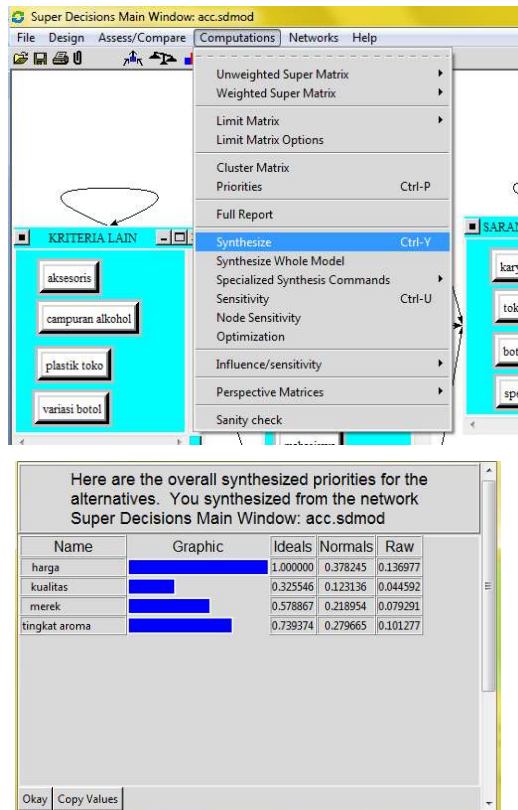 Super Decisions Main Window: acc.sdmod
File Design Assess/Compare Computations Networks Help
Unweighted Super Matrix
Weighted Super Matrix
Limit Matrix
Limit Matrix Options
Cluster Matrix
Priorities Ctrl-P
Full Report
Synthesize Ctrl-Y
Synthesize Whole Model
Specialized Synthesis Commands
Sensitivity Ctrl-U
Node Sensitivity
Optimization
Influence/sensitivity
Perspective Matrices
Sanity check
KRITERIA LAIN
aksesoris
campuran alkohol
plastik toko
variasi botol
SARAN
kary
tok
bot
spe
Here are the overall synthesized priorities for the
alternatives. You synthesized from the network
Super Decisions Main Window: acc.sdmod
Name Graphic Ideals Normals Raw
harga 1.000000 0.378245 0.136977
kualitas 0.325546 0.123136 0.044592
merek 0.578867 0.218954 0.079291
tingkat aroma 0.739374 0.279665 0.101277
Okay Copy Values